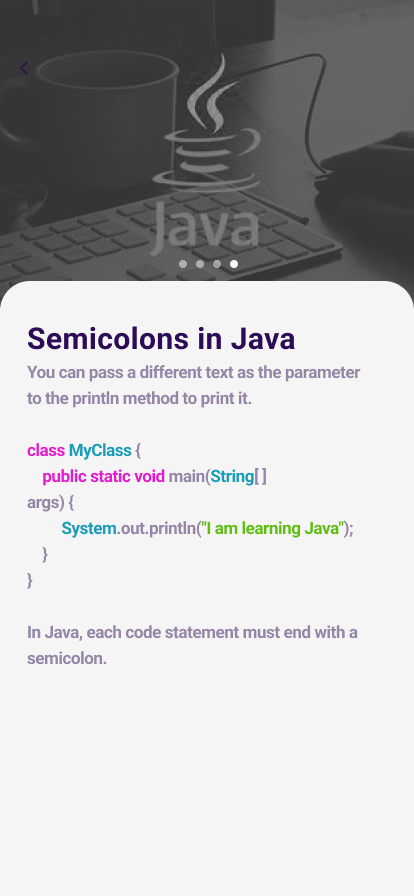 Java
Semicolons in Java
You can pass a different text as the parameter
to the println method to print it.
class MyClass {
    public static void main(String[ ]
args) {
        System.out.println("I am learning Java");
    }
}
In Java, each code statement must end with a
semicolon.